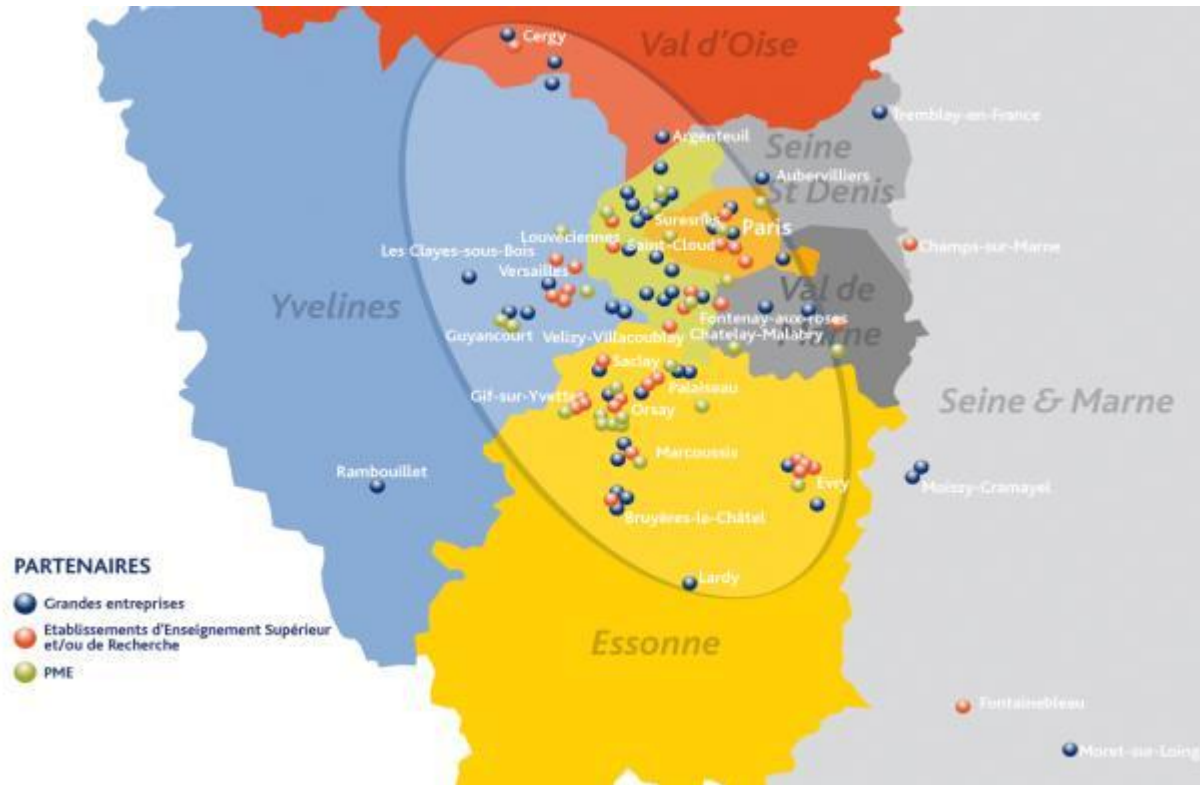 Cergy
Val d'Oise
Tremblay-en-France
Argenteuil
Seine
St Denis
Aubervilliers
Suresnes
Paris
Louveciennes
Saint-Cloud
Champs-sur-Marne
Les Clayes-sous-Bois
Versailles
Yvelines
Val de
Marne
Fontenay-aux-roses
Guyancourt
Velizy-Villacoublay
Chatelay-Malabry
Saclay
Palaiseau
Gif-sur-Yvette
Orsay
Seine & Marne
Marcoussis
Rambouillet
Evry
Moissy-Cramayel
Bruyères-le-Châtel
PARTENAIRES
Grandes entreprises
Etablissements d'Enseignement Supérieur
et/ou de Recherche
PME
Lardy
Essonne
Fontainebleau
Moret-sur-Loing